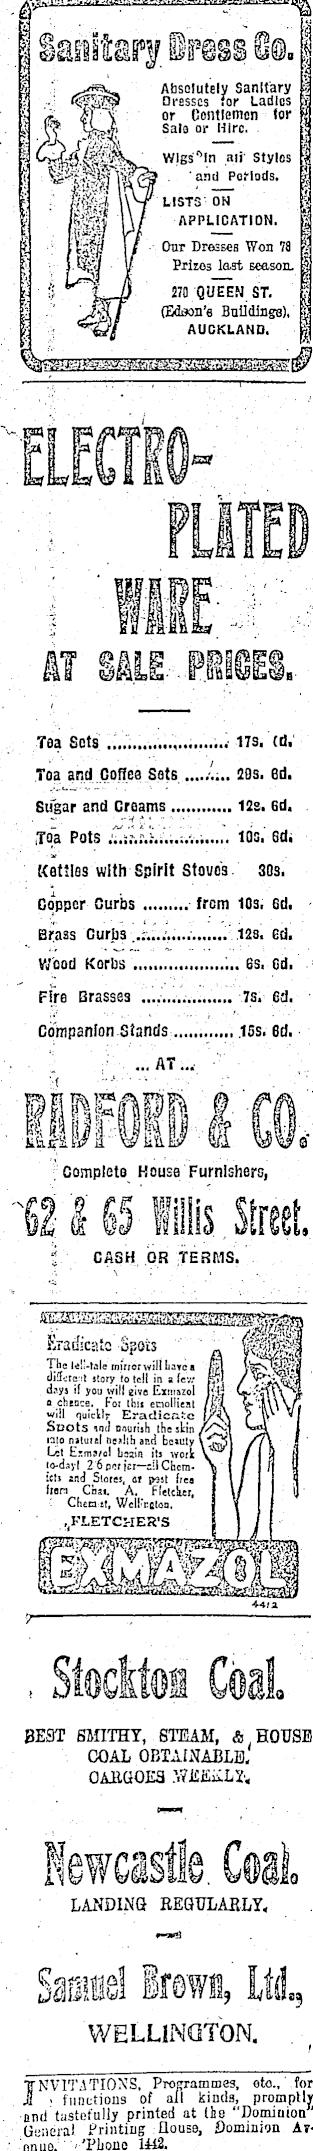 Sanitary Dress Co.
Absolutely Sanitary
Dresses for Ladies
or Gentlemen for
Sale or Hire.
Wigs in all Styles
and Periods.
LISTS ON
APPLICATION.
Our Dresses Won 78
Prizes last season.
270 QUEEN ST.
(Edson's Buildings),
AUCKLAND.
ELECTRO-
PLATED
WARE
AT SALE PRICES.
Tea Sets ........................ 17s. 6d.
Tea and Coffee Sets ......... 29s. 6d.
Sugar and Creams ............ 12s. 6d.
Tea Pots ........................ 10s. 6d.
Kettles with Spirit Stoves 30s.
Copper Curbs ......... from 10s. 6d.
Brass Curbs .................. 12s. 6d.
Wood Kerbs ..................... 6s. 6d.
Fire Brasses .................. 7s. 6d.
Companion Stands ............ 15s. 6d.
... AT ...
RADFORD & CO.
Complete House Furnishers,
62 & 65 Willis Street.
CASH OR TERMS.
Eradicate Spots
The tell-tale mirror will have a
different story to tell in a few
days if you will give Exmazol
a chance. For this emollient
will quickly Eradicate
Spots and nourish the skin
into natural health and beauty
Let Exmazol begin its work
to-day! 2/6 per jar—all Chem-
ists and Stores, or post free
from Chas. A. Fletcher,
Chemist, Wellington.
FLETCHER'S
EXMAZOL
4412
Stockton Coal.
BEST SMITHY, STEAM, & HOUSE
COAL OBTAINABLE.
CARGOES WEEKLY.
Newcastle Coal.
LANDING REGULARLY.
Samuel Brown, Ltd.,
WELLINGTON.
INVITATIONS, Programmes, etc., for
functions of all kinds, promptly
and tastefully printed at the "Dominion"
General Printing House, Dominion Av-
enue. 'Phone 1442.